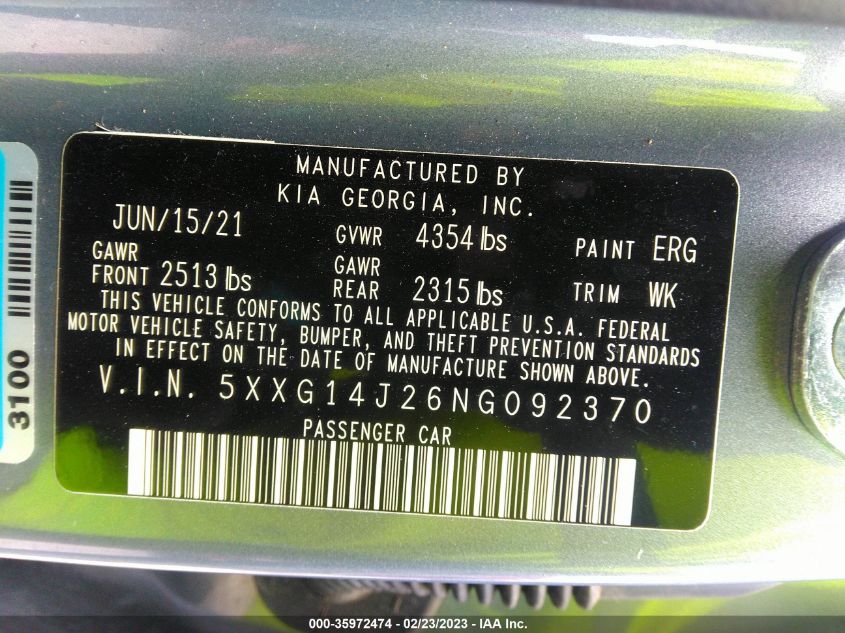 MANUFACTURED BY
KIA GEORGIA, INC.
JUN/15/21 GVWR 4354 lbs PAINT ERG
GAWR GAWR
FRONT 2513 lbs REAR 2315 lbs TRIM WK
THIS VEHICLE CONFORMS TO ALL APPLICABLE U.S.A. FEDERAL
MOTOR VEHICLE SAFETY, BUMPER, AND THEFT PREVENTION STANDARDS
IN EFFECT ON THE DATE OF MANUFACTURE SHOWN ABOVE.
V.I.N. 5XXG14J26NG092370
PASSENGER CAR
3100
000-35972474 - 02/23/2023 - IAA Inc.